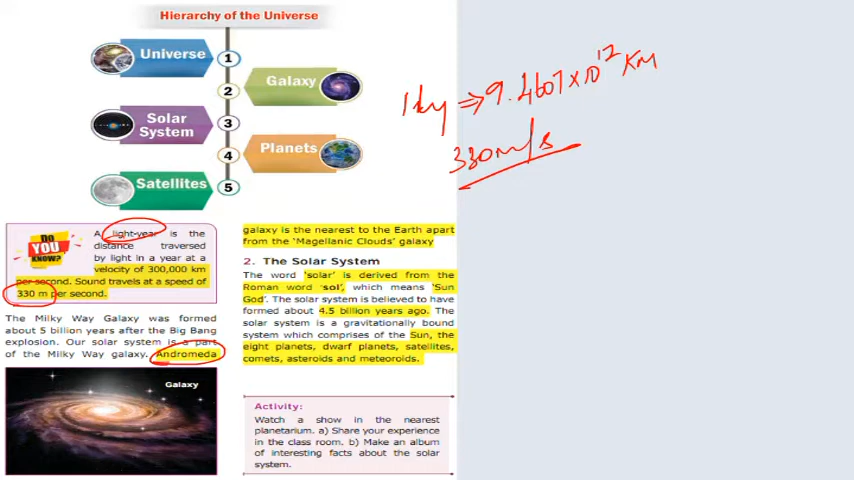 Hierarchy of the Universe
Universe
1
2
Galaxy
Solar
System
3
4
Planets
Satellites
5
1 ly ⇒ 9.4607 × 10¹² KM
330 m/s
Do
YOU
KNOW?
A light-year is the
distance traversed
by light in a year at a
velocity of 300,000 km
per second. Sound travels at a speed of
330 m per second.
The Milky Way Galaxy was formed
about 5 billion years after the Big Bang
explosion. Our solar system is a part
of the Milky Way galaxy. Andromeda
Galaxy
galaxy is the nearest to the Earth apart
from the 'Magellanic Clouds' galaxy
2. The Solar System
The word 'solar' is derived from the
Roman word 'sol', which means 'Sun
God'. The solar system is believed to have
formed about 4.5 billion years ago. The
solar system is a gravitationally bound
system which comprises of the Sun, the
eight planets, dwarf planets, satellites,
comets, asteroids and meteoroids.
Activity:
Watch a show in the nearest
planetarium. a) Share your experience
in the class room. b) Make an album
of interesting facts about the solar
system.